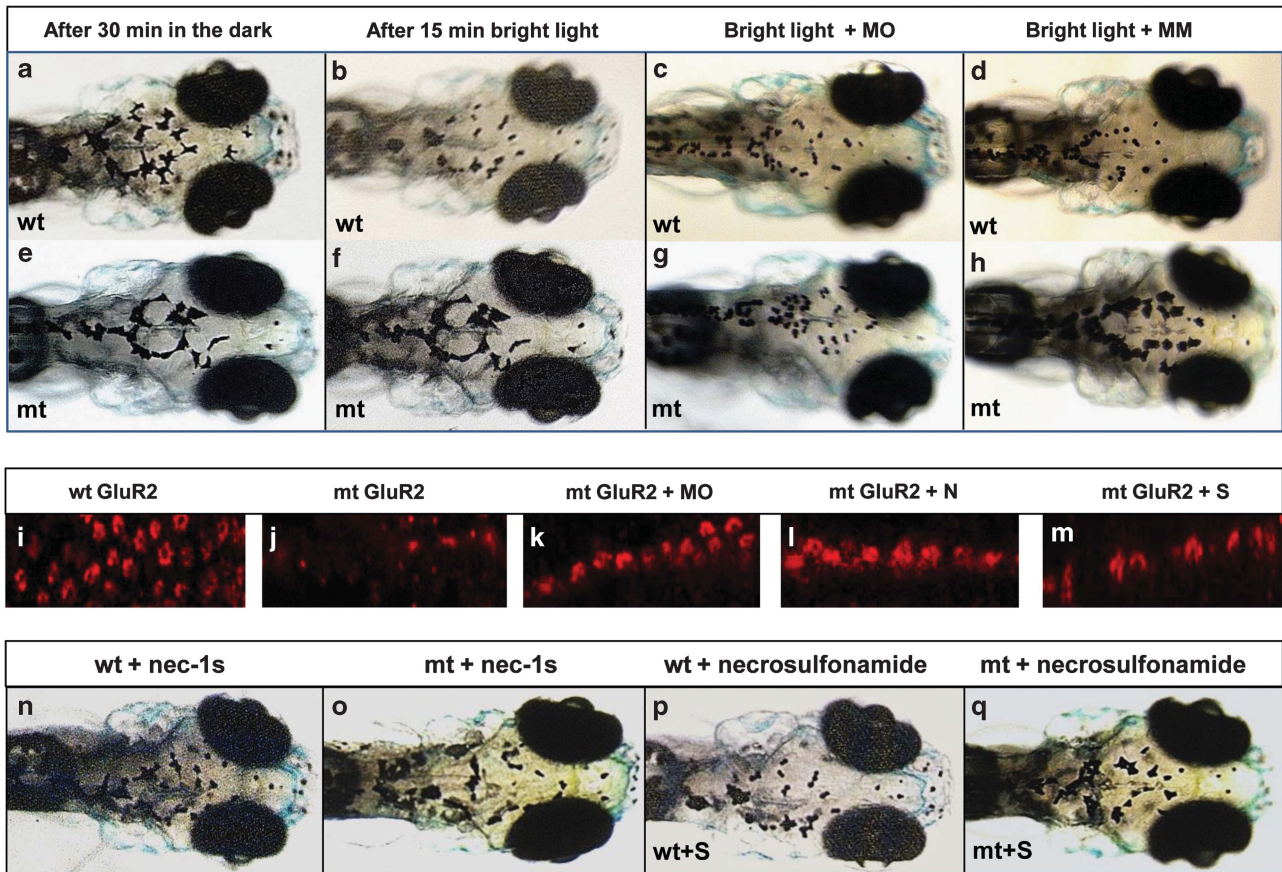 After 30 min in the dark After 15 min bright light Bright light + MO Bright light + MM
a b c d
wt wt wt wt
e f g h
mt mt mt mt
wt GluR2 mt GluR2 mt GluR2 + MO mt GluR2 + N mt GluR2 + S
i j k l m
wt + nec-1s mt + nec-1s wt + necrosulfonamide mt + necrosulfonamide
n o p q
wt+S mt+S